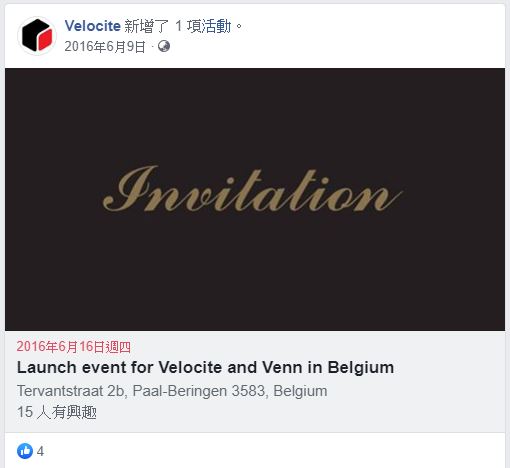 Velocite 新增了 1 項活動。
2016年6月9日 ·
Invitation
2016年6月16日週四
Launch event for Velocite and Venn in Belgium
Tervantstraat 2b, Paal-Beringen 3583, Belgium
15 人有興趣
4